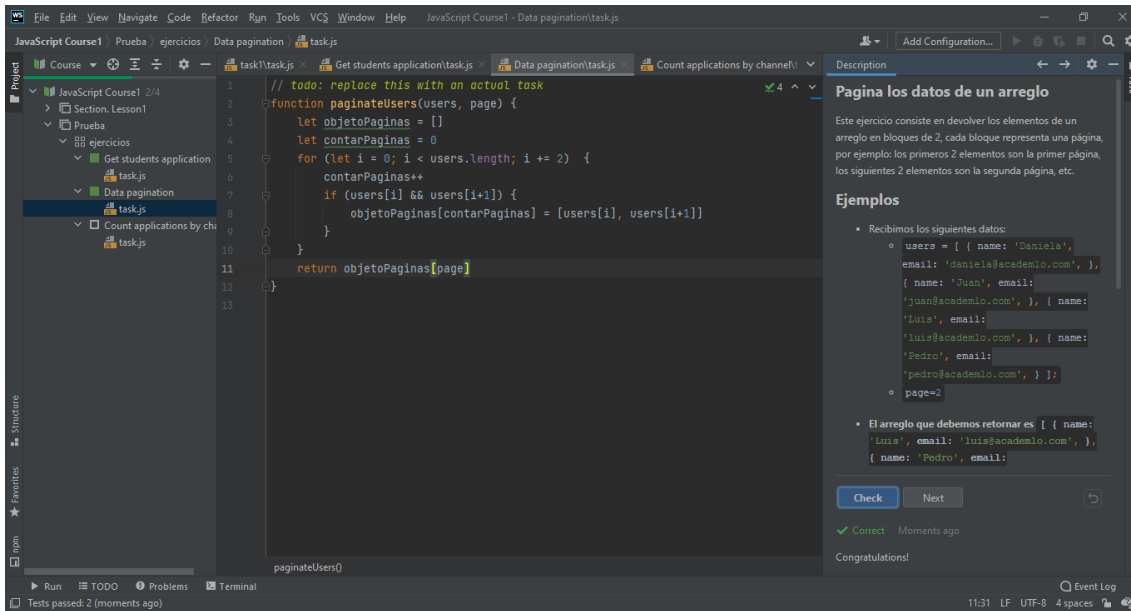 WS File Edit View Navigate Code Refactor Run Tools VCS Window Help JavaScript Course1 - Data pagination\task.js
JavaScript Course1 Prueba ejercicios Data pagination task.js Add Configuration...
Course
task1\task.js Get students application\task.js Data pagination\task.js Count applications by channel\t
Description
Project
JavaScript Course1 2/4
Section. Lesson1
Prueba
ejercicios
Get students application
task.js
Data pagination
task.js
Count applications by cha
task.js
Structure
Favorites
npm
4
1 // todo: replace this with an actual task
2 function paginateUsers(users, page) {
3 let objetoPaginas = []
4 let contarPaginas = 0
5 for (let i = 0; i < users.length; i += 2) {
6 contarPaginas++
7 if (users[i] && users[i+1]) {
8 objetoPaginas[contarPaginas] = [users[i], users[i+1]]
9 }
10 }
11 return objetoPaginas[page]
12 }
13
paginateUsers()
Pagina los datos de un arreglo
Este ejercicio consiste en devolver los elementos de un
arreglo en bloques de 2, cada bloque representa una página,
por ejemplo: los primeros 2 elementos son la primer página,
los siguientes 2 elementos son la segunda página, etc.
Ejemplos
• Recibimos los siguientes datos:
users = [ { name: 'Daniela',
email: 'daniela@academlo.com', },
{ name: 'Juan', email:
'juan@academlo.com', }, { name:
'Luis', email:
'luis@academlo.com', }, { name:
'Pedro', email:
'pedro@academlo.com', } ];
page=2
• El arreglo que debemos retornar es [ { name:
'Luis', email: 'luis@academlo.com', },
{ name: 'Pedro', email:
Check Next
Correct Moments ago
Congratulations!
Run TODO Problems Terminal Event Log
Tests passed: 2 (moments ago) 11:31 LF UTF-8 4 spaces